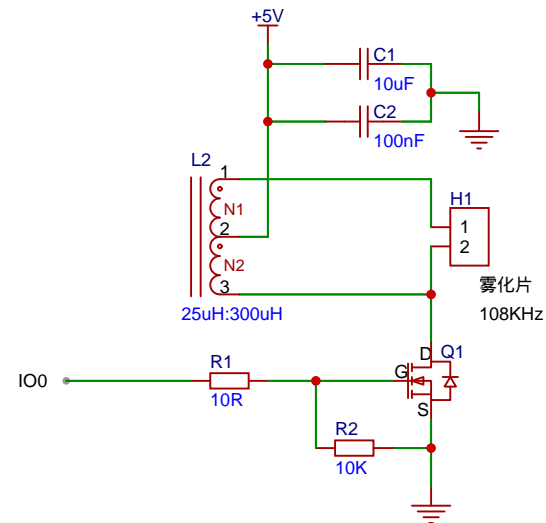 +5V
C1
10uF
C2
100nF
L2
1
N1
2
N2
3
25uH:300uH
H1
1
2
雾化片
108KHz
D
Q1
G
S
IO0
R1
10R
R2
10K